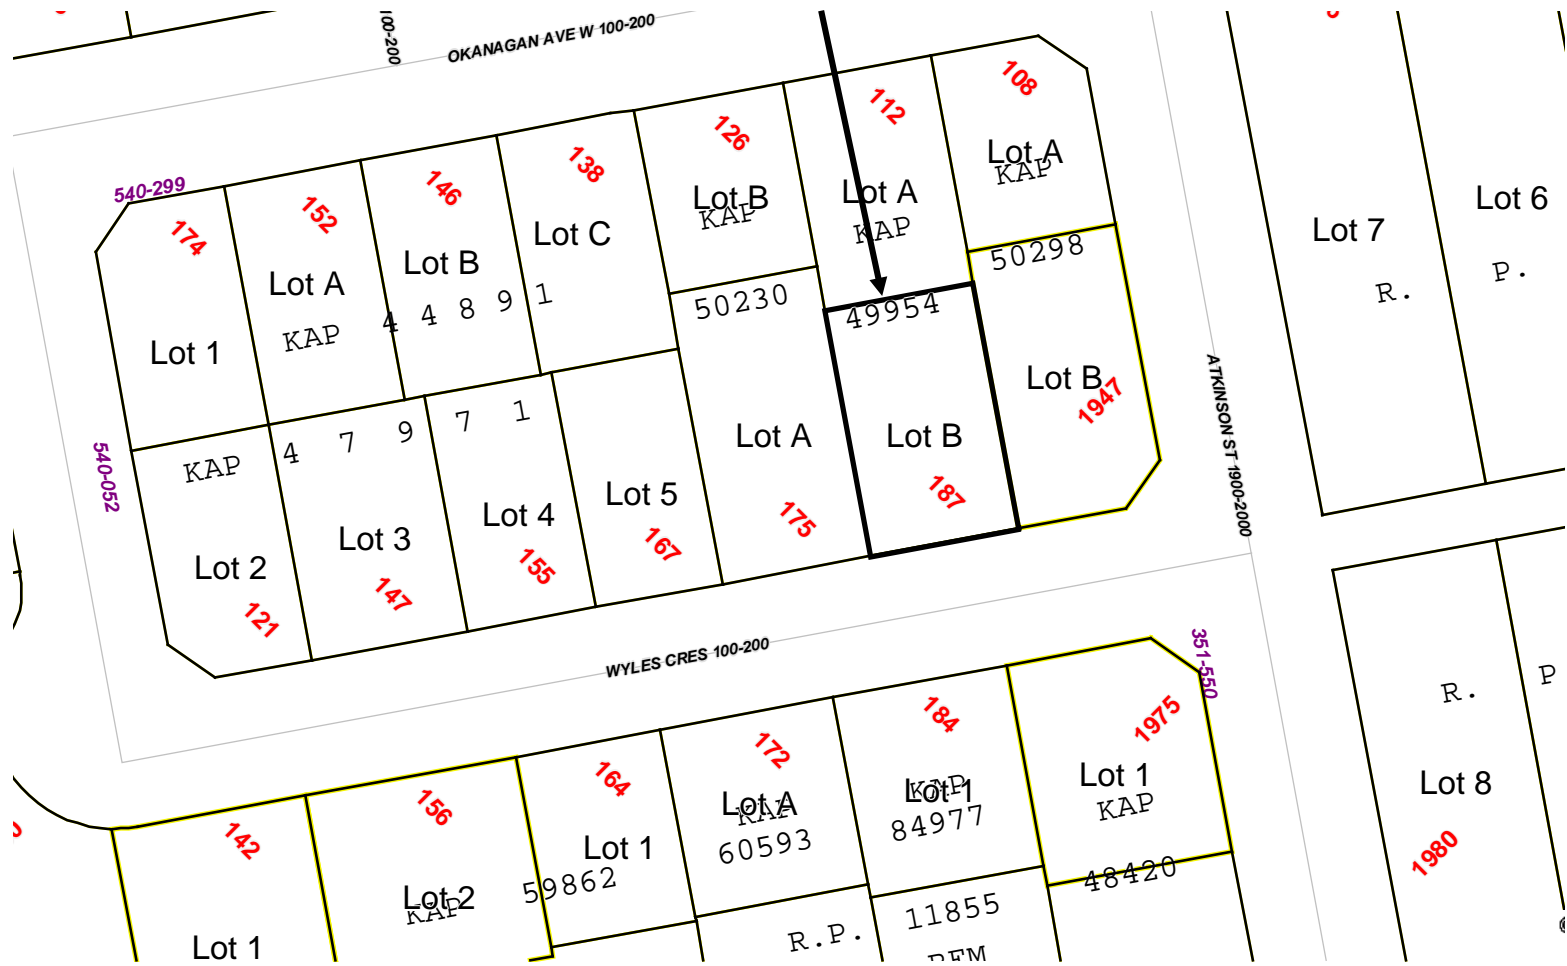 100-200
OKANAGAN AVE W 100-200
540-299
174
152
146
138
126
112
108
Lot 1
Lot A
KAP
Lot B
4 4 8 9 1
Lot C
Lot B
KAP
50230
Lot A
KAP
49954
Lot A
KAP
50298
Lot 7
R.
Lot 6
P.
540-052
KAP
4 7 9 7 1
Lot 2
121
Lot 3
147
Lot 4
155
Lot 5
167
Lot A
175
Lot B
187
Lot B
1947
ATKINSON ST 1900-2000
WYLES CRES 100-200
351-550
142
Lot 1
156
Lot 2
KAP
59862
164
Lot 1
172
Lot A
KAP
60593
184
Lot 1
KAP
84977
1975
Lot 1
KAP
48420
R.P.
11855
R.
P
Lot 8
1980